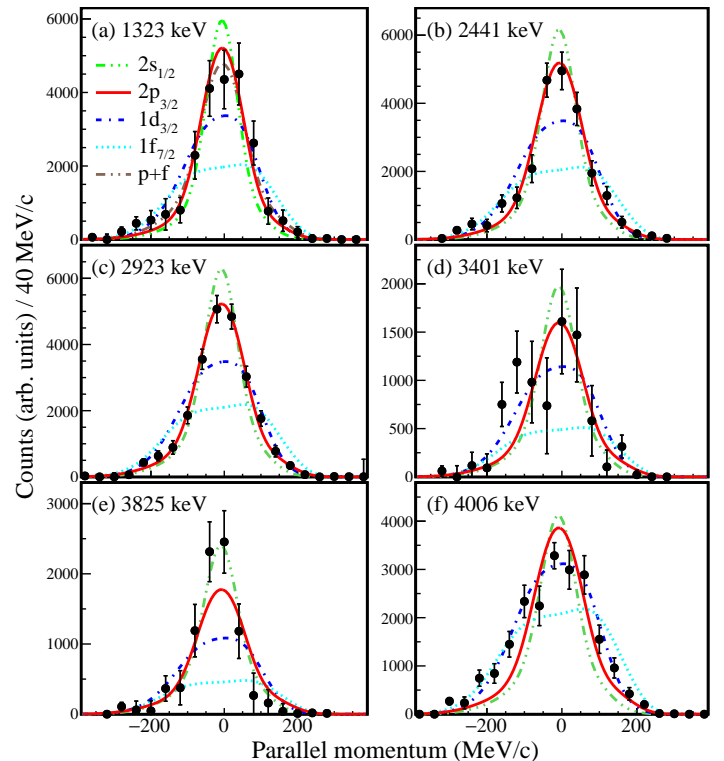 Counts (arb. units) / 40 MeV/c
(a) 1323 keV
2s1/2
2p3/2
1d3/2
1f7/2
p+f
6000
4000
2000
0
(b) 2441 keV
6000
4000
2000
0
(c) 2923 keV
6000
4000
2000
0
(d) 3401 keV
2000
1500
1000
500
0
(e) 3825 keV
3000
2000
1000
0
−200 0 200
(f) 4006 keV
4000
3000
2000
1000
0
−200 0 200
Parallel momentum (MeV/c)